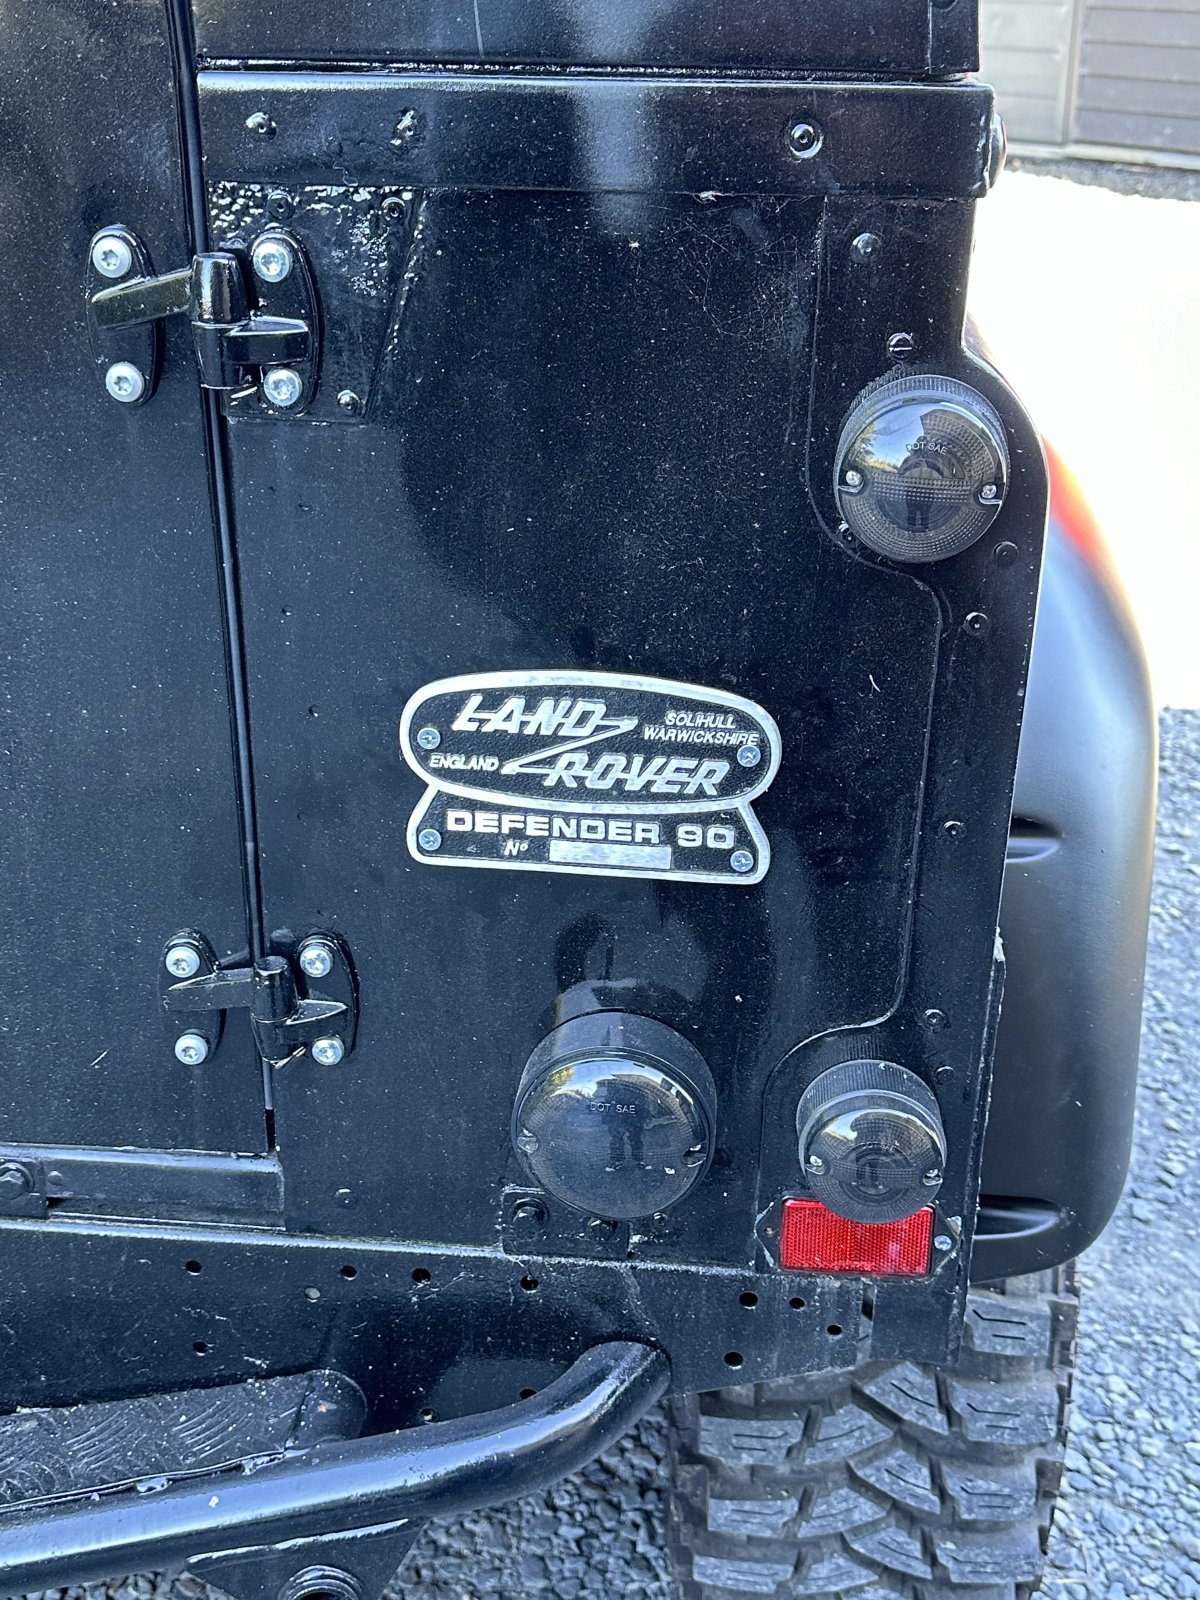 DOT SAE
LAND
SOLIHULL
WARWICKSHIRE
ENGLAND
ROVER
DEFENDER 90
Nº
DOT SAE